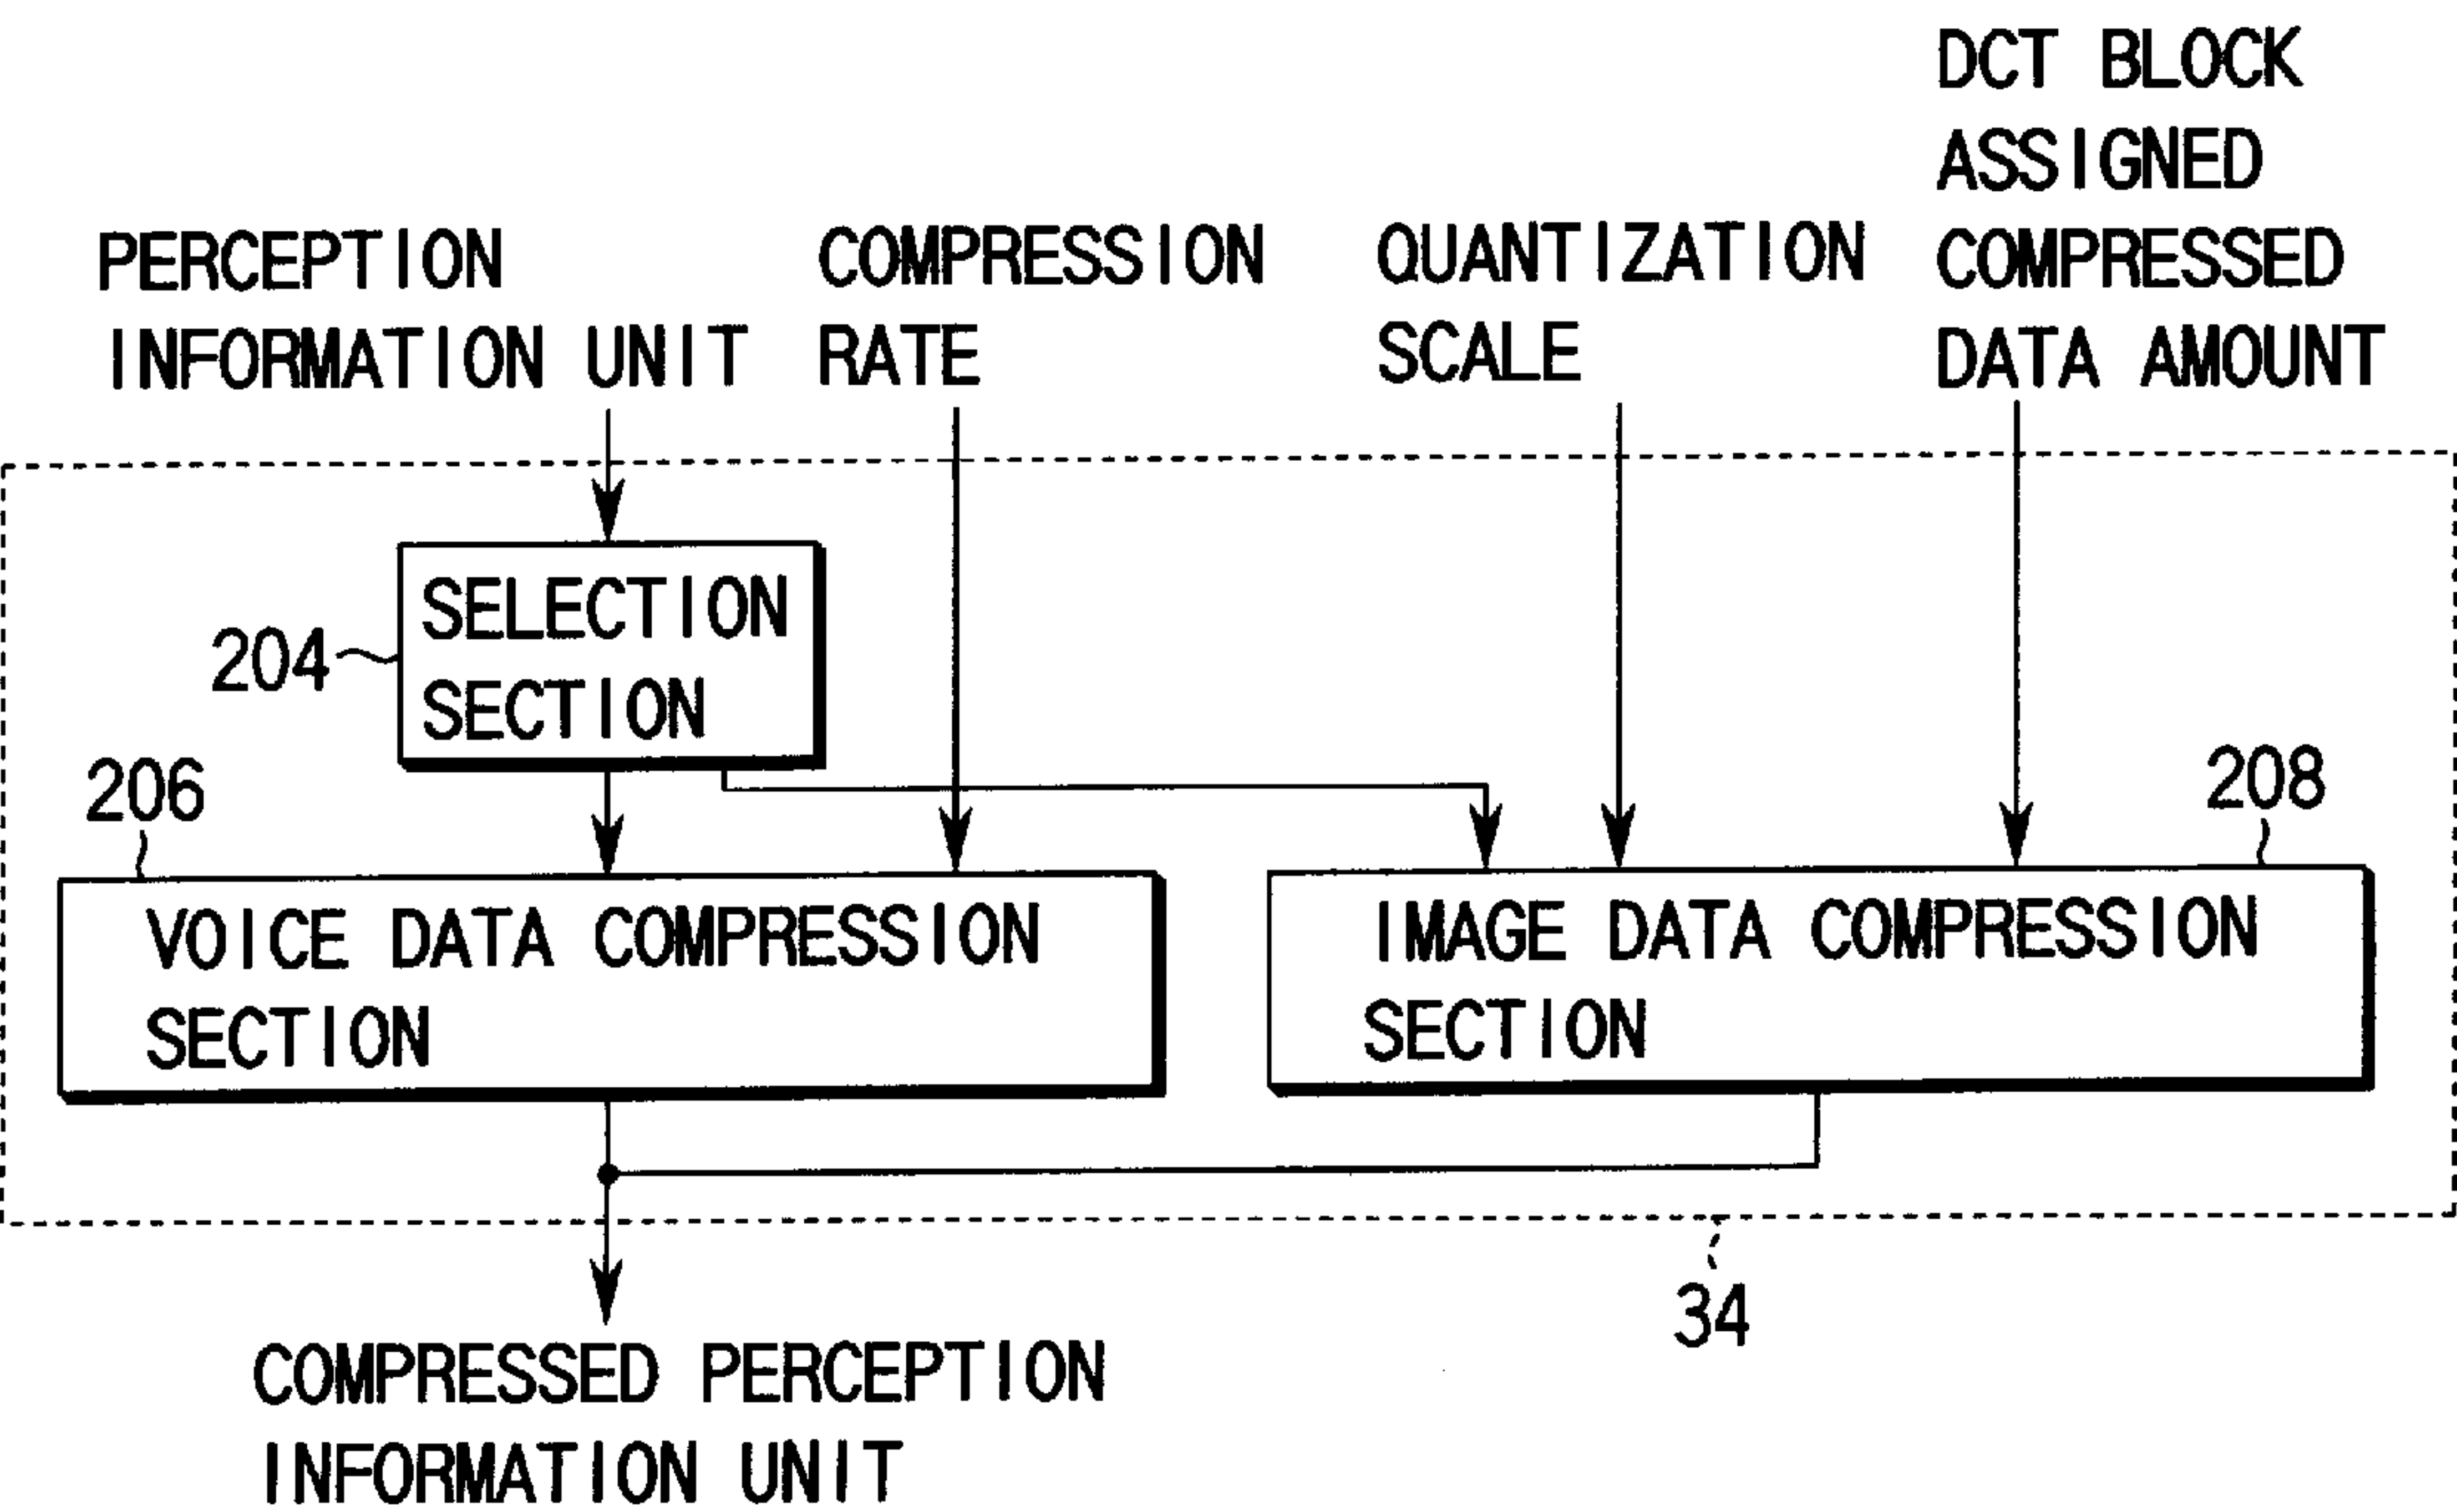 PERCEPTION
INFORMATION UNIT
COMPRESSION
RATE
QUANTIZATION
SCALE
DCT BLOCK
ASSIGNED
COMPRESSED
DATA AMOUNT
SELECTION
SECTION
204
206
208
VOICE DATA COMPRESSION
SECTION
IMAGE DATA COMPRESSION
SECTION
34
COMPRESSED PERCEPTION
INFORMATION UNIT